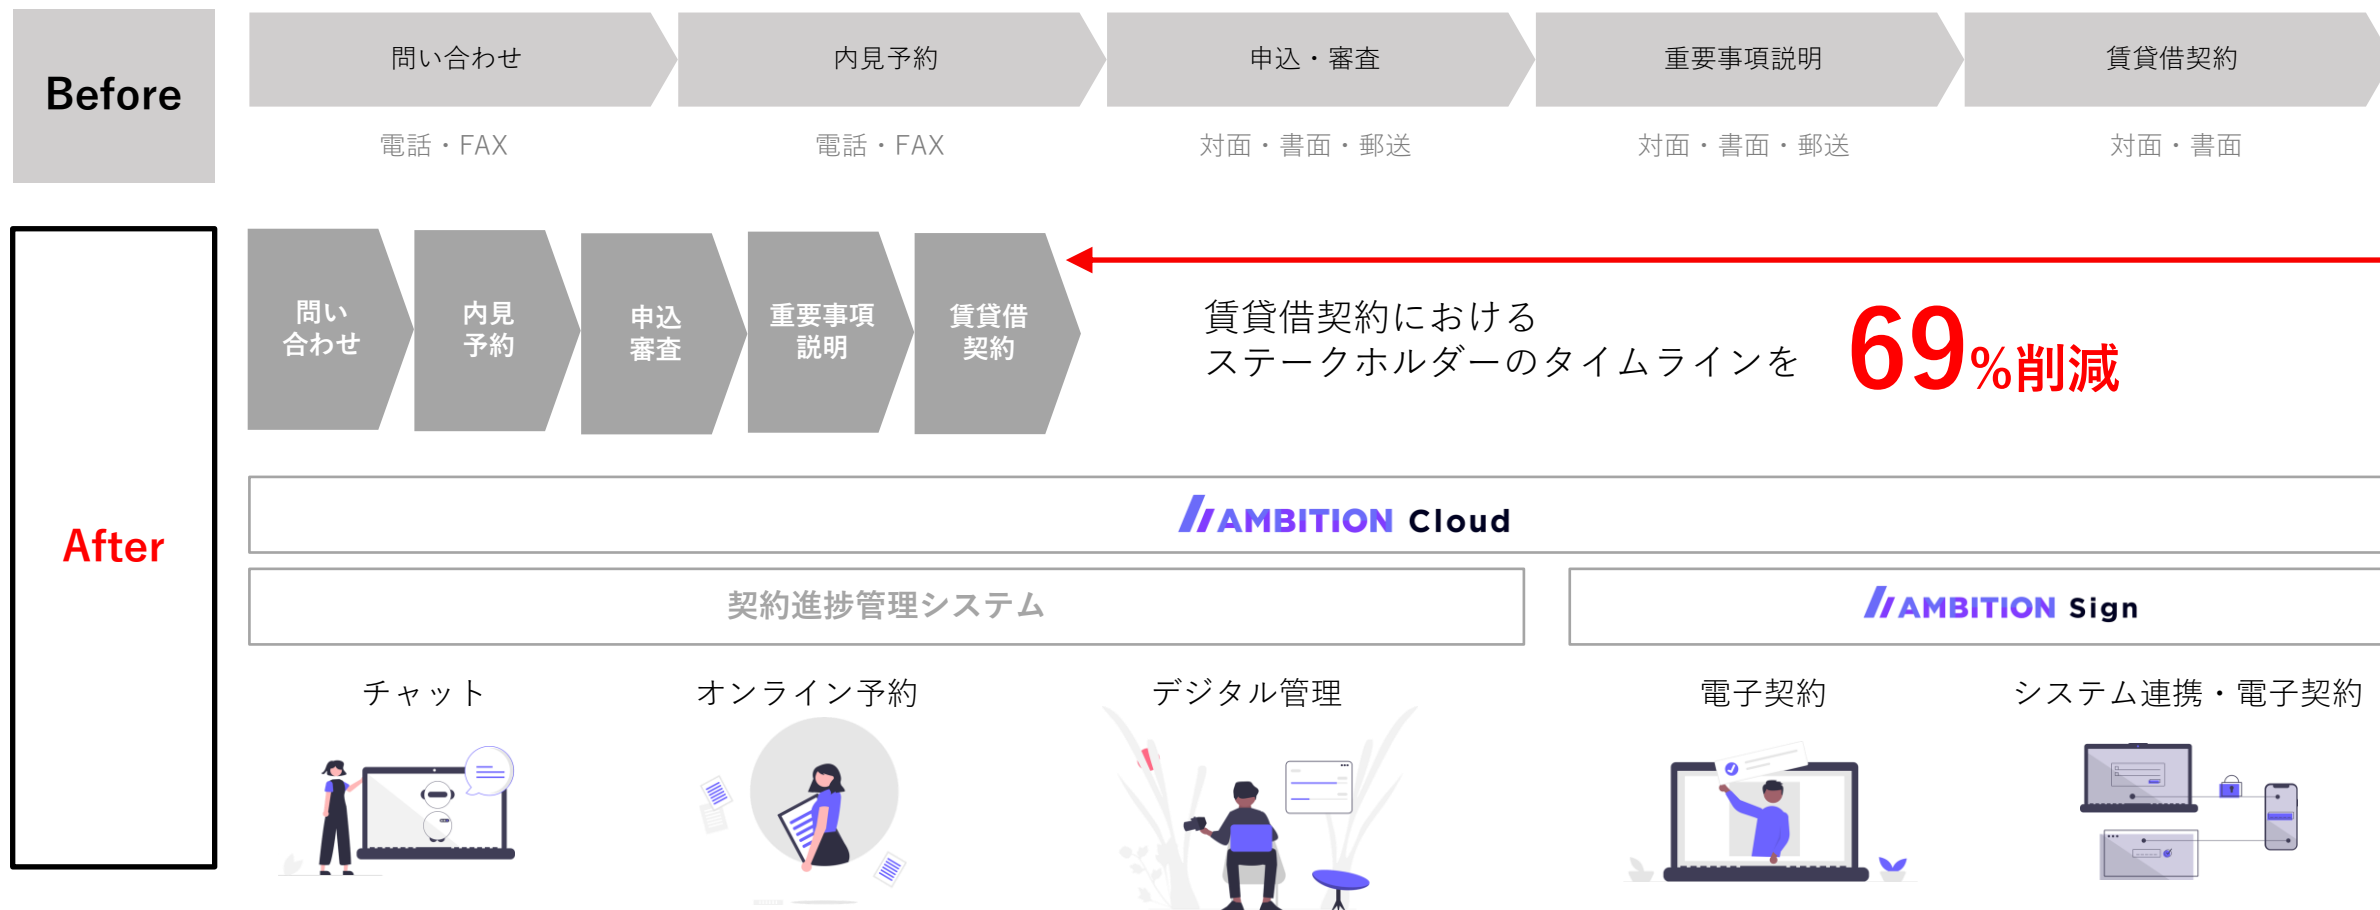 Before
問い合わせ
内見予約
申込・審査
重要事項説明
賃貸借契約
電話・FAX
電話・FAX
対面・書面・郵送
対面・書面・郵送
対面・書面
After
問い
合わせ
内見
予約
申込
審査
重要事項
説明
賃貸借
契約
賃貸借契約における
ステークホルダーのタイムラインを
69%削減
AMBITION Cloud
契約進捗管理システム
AMBITION Sign
チャット
オンライン予約
デジタル管理
電子契約
システム連携・電子契約